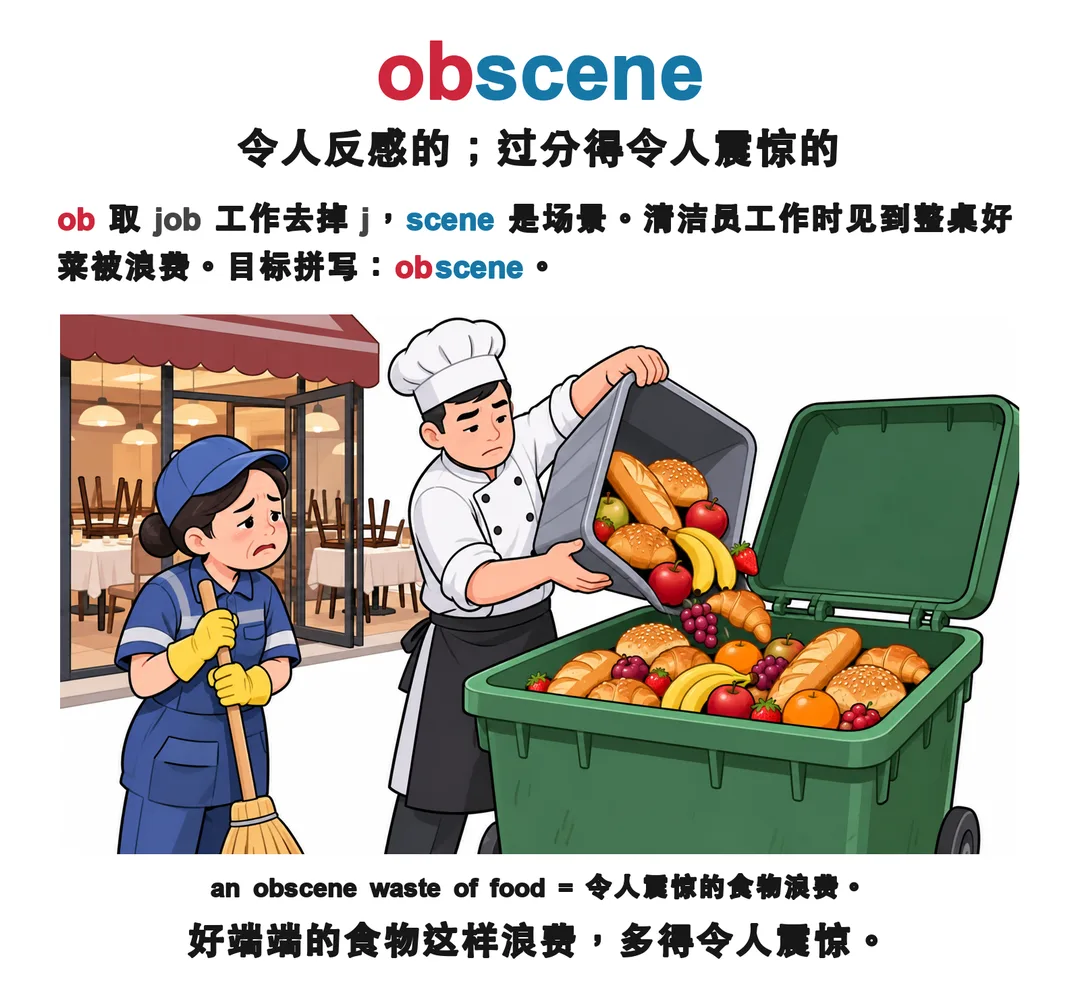 obscene
令人反感的；过分得令人震惊的
ob 取 job 工作去掉 j，scene 是场景。清洁员工作时见到整桌好
菜被浪费。目标拼写：obscene。
an obscene waste of food = 令人震惊的食物浪费。
好端端的食物这样浪费，多得令人震惊。